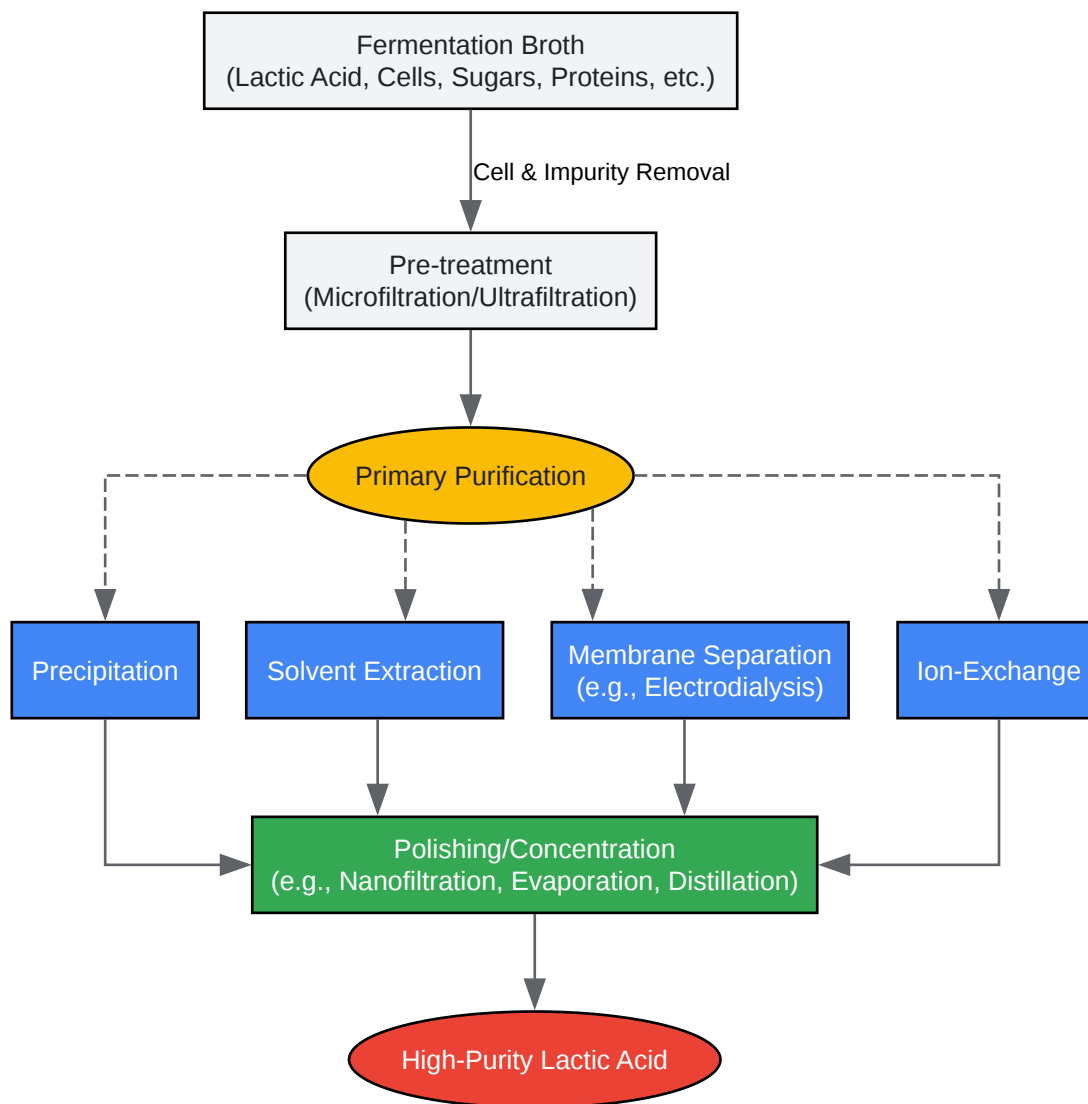 Fermentation Broth
(Lactic Acid, Cells, Sugars, Proteins, etc.)
Cell & Impurity Removal
Pre-treatment
(Microfiltration/Ultrafiltration)
Primary Purification
Precipitation
Solvent Extraction
Membrane Separation
(e.g., Electrodialysis)
Ion-Exchange
Polishing/Concentration
(e.g., Nanofiltration, Evaporation, Distillation)
High-Purity Lactic Acid